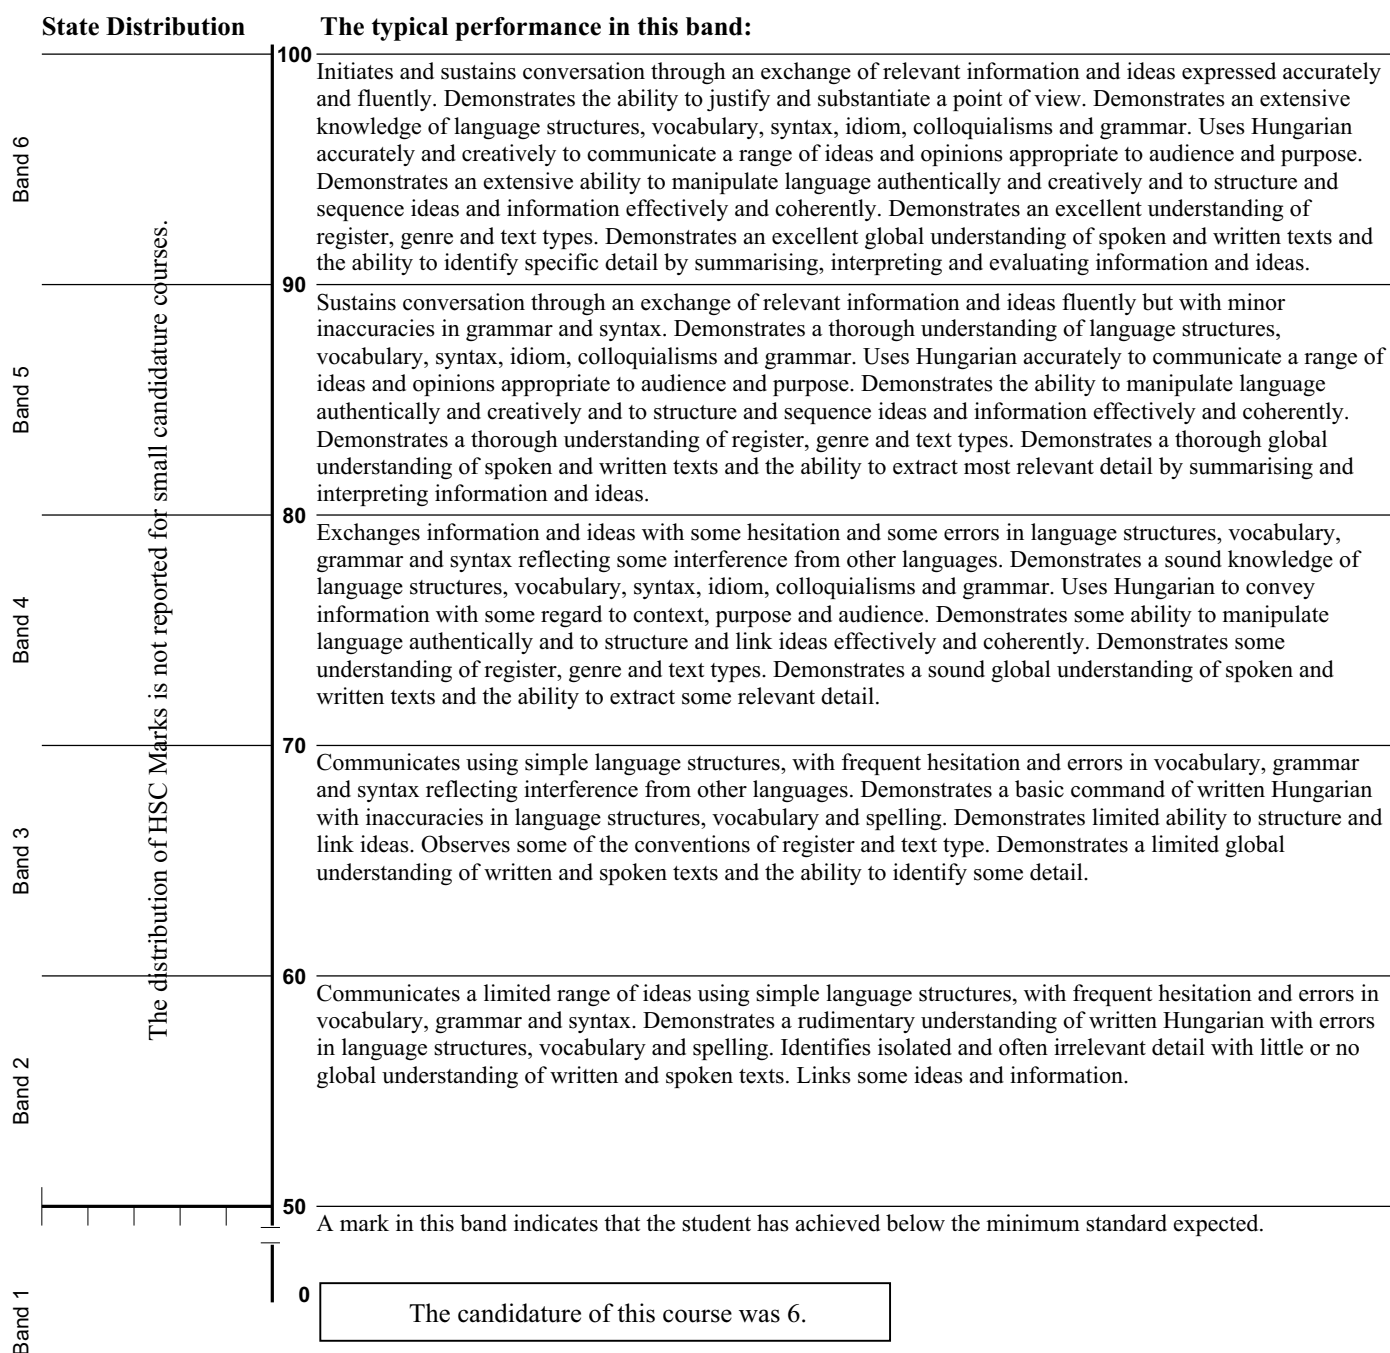 State Distribution
The typical performance in this band:
100
Band 6
Initiates and sustains conversation through an exchange of relevant information and ideas expressed accurately
and fluently. Demonstrates the ability to justify and substantiate a point of view. Demonstrates an extensive
knowledge of language structures, vocabulary, syntax, idiom, colloquialisms and grammar. Uses Hungarian
accurately and creatively to communicate a range of ideas and opinions appropriate to audience and purpose.
Demonstrates an extensive ability to manipulate language authentically and creatively and to structure and
sequence ideas and information effectively and coherently. Demonstrates an excellent understanding of
register, genre and text types. Demonstrates an excellent global understanding of spoken and written texts and
the ability to identify specific detail by summarising, interpreting and evaluating information and ideas.
The distribution of HSC Marks is not reported for small candidature courses.
90
Band 5
Sustains conversation through an exchange of relevant information and ideas fluently but with minor
inaccuracies in grammar and syntax. Demonstrates a thorough understanding of language structures,
vocabulary, syntax, idiom, colloquialisms and grammar. Uses Hungarian accurately to communicate a range of
ideas and opinions appropriate to audience and purpose. Demonstrates the ability to manipulate language
authentically and creatively and to structure and sequence ideas and information effectively and coherently.
Demonstrates a thorough understanding of register, genre and text types. Demonstrates a thorough global
understanding of spoken and written texts and the ability to extract most relevant detail by summarising and
interpreting information and ideas.
80
Band 4
Exchanges information and ideas with some hesitation and some errors in language structures, vocabulary,
grammar and syntax reflecting some interference from other languages. Demonstrates a sound knowledge of
language structures, vocabulary, syntax, idiom, colloquialisms and grammar. Uses Hungarian to convey
information with some regard to context, purpose and audience. Demonstrates some ability to manipulate
language authentically and to structure and link ideas effectively and coherently. Demonstrates some
understanding of register, genre and text types. Demonstrates a sound global understanding of spoken and
written texts and the ability to extract some relevant detail.
70
Band 3
Communicates using simple language structures, with frequent hesitation and errors in vocabulary, grammar
and syntax reflecting interference from other languages. Demonstrates a basic command of written Hungarian
with inaccuracies in language structures, vocabulary and spelling. Demonstrates limited ability to structure and
link ideas. Observes some of the conventions of register and text type. Demonstrates a limited global
understanding of written and spoken texts and the ability to identify some detail.
60
Band 2
Communicates a limited range of ideas using simple language structures, with frequent hesitation and errors in
vocabulary, grammar and syntax. Demonstrates a rudimentary understanding of written Hungarian with errors
in language structures, vocabulary and spelling. Identifies isolated and often irrelevant detail with little or no
global understanding of written and spoken texts. Links some ideas and information.
50
A mark in this band indicates that the student has achieved below the minimum standard expected.
0
Band 1
The candidature of this course was 6.